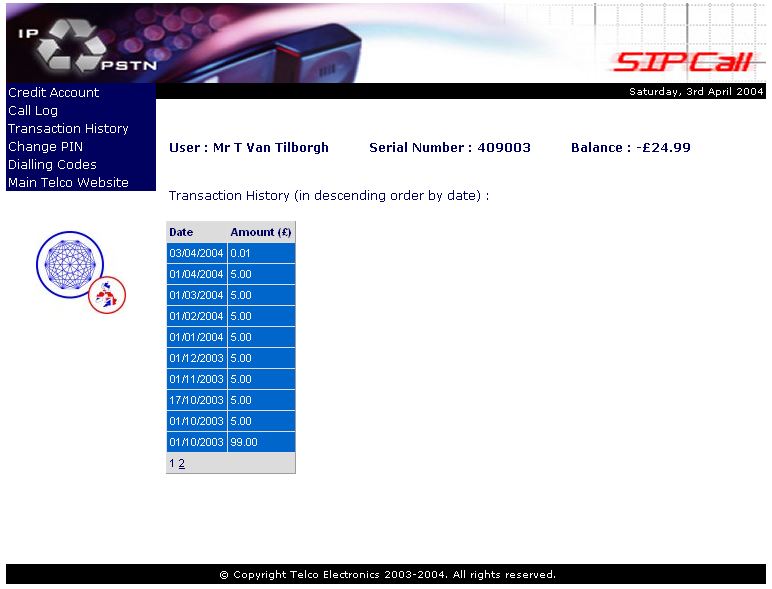 IP
PSTN
SIPCall
Saturday, 3rd April 2004
Credit Account
Call Log
Transaction History
Change PIN
Dialling Codes
Main Telco Website
User : Mr T Van Tilborgh Serial Number : 409003 Balance : -£24.99
Transaction History (in descending order by date) :
Date Amount (£)
03/04/2004 0.01
01/04/2004 5.00
01/03/2004 5.00
01/02/2004 5.00
01/01/2004 5.00
01/12/2003 5.00
01/11/2003 5.00
17/10/2003 5.00
01/10/2003 5.00
01/10/2003 99.00
1 2
© Copyright Telco Electronics 2003-2004. All rights reserved.